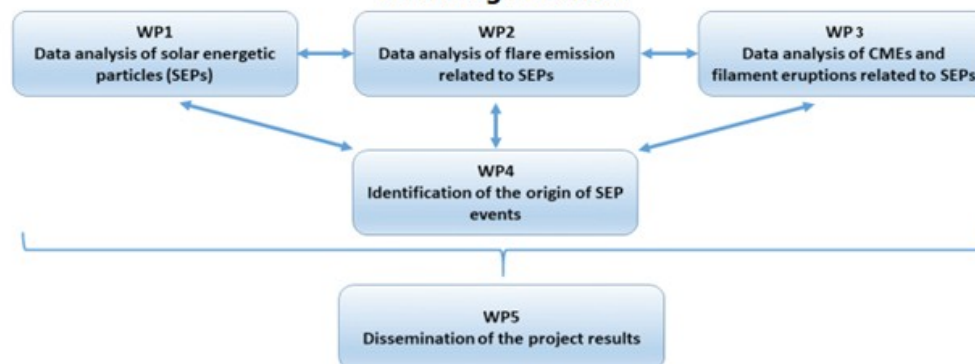 WP1
Data analysis of solar energetic
particles (SEPs)
WP2
Data analysis of flare emission
related to SEPs
WP3
Data analysis of CMEs and
filament eruptions related to SEPs
WP4
Identification of the origin of SEP
events
WP5
Dissemination of the project results